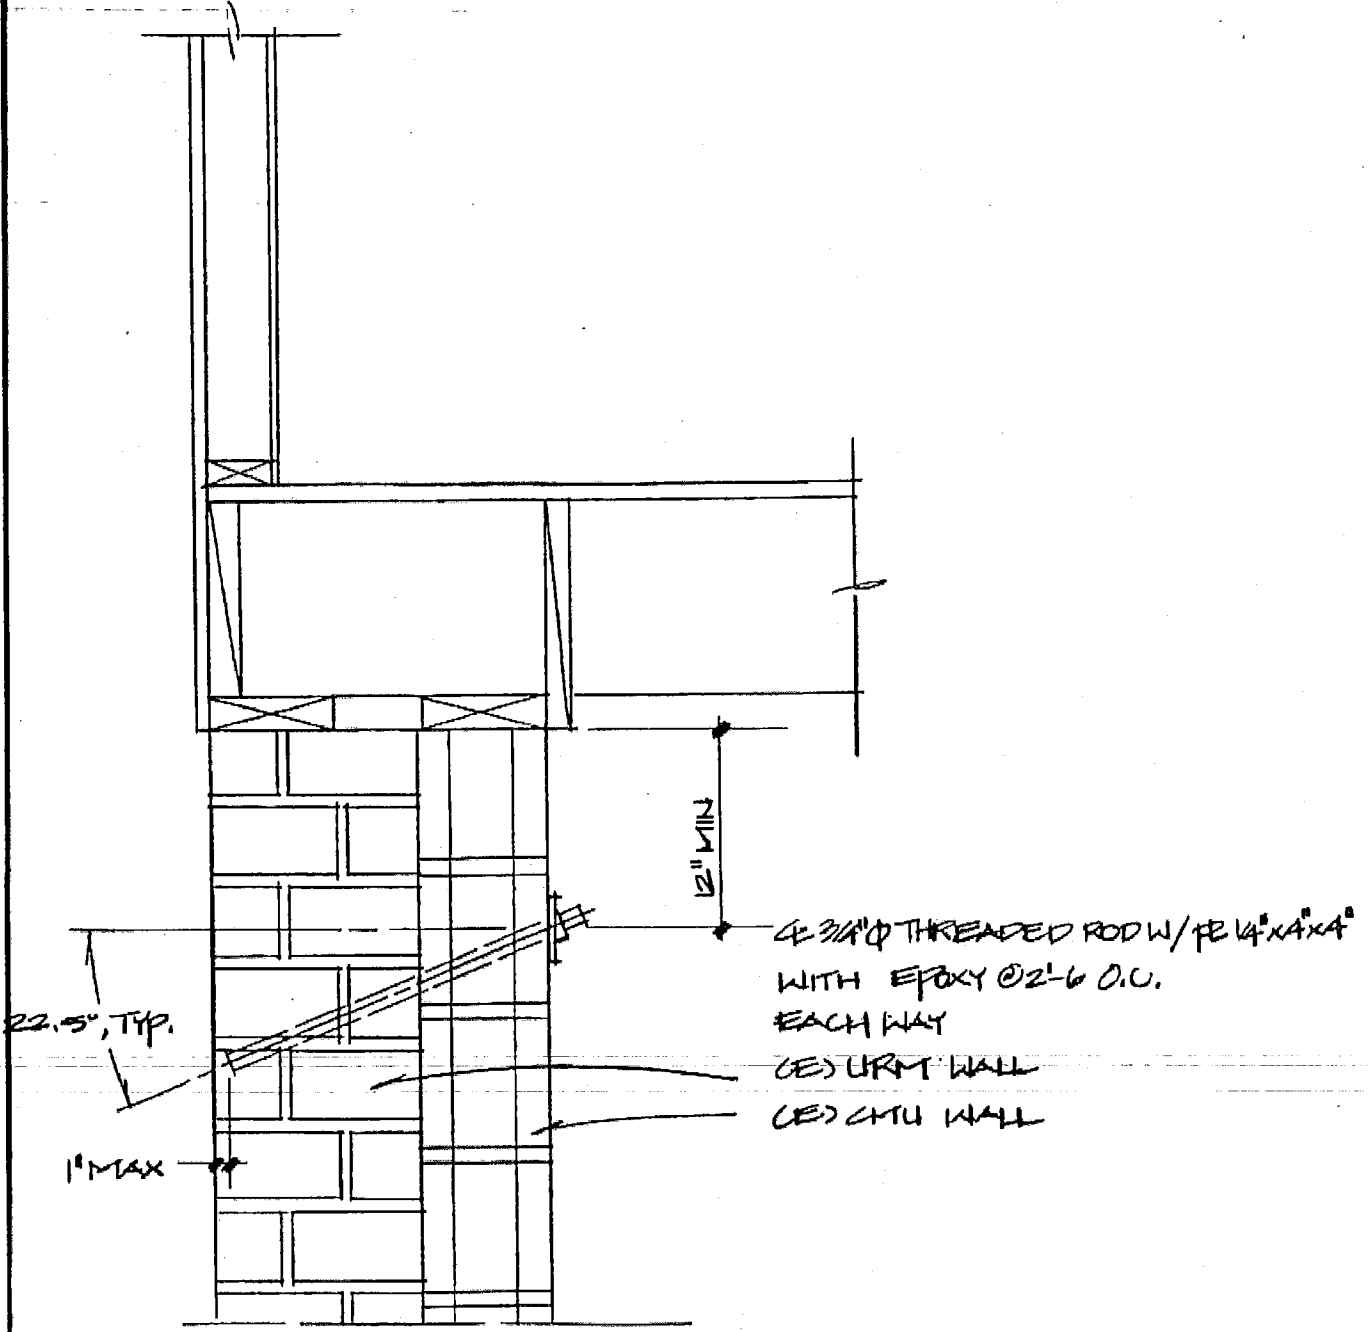 12" MIN
℄ 3/4"Φ THREADED ROD W/ PL 1/4"x4"x4"
WITH EPOXY @2'-6 O.C.
EACH WAY
22.5°, TYP.
(E) URM WALL
(E) CMU WALL
1" MAX